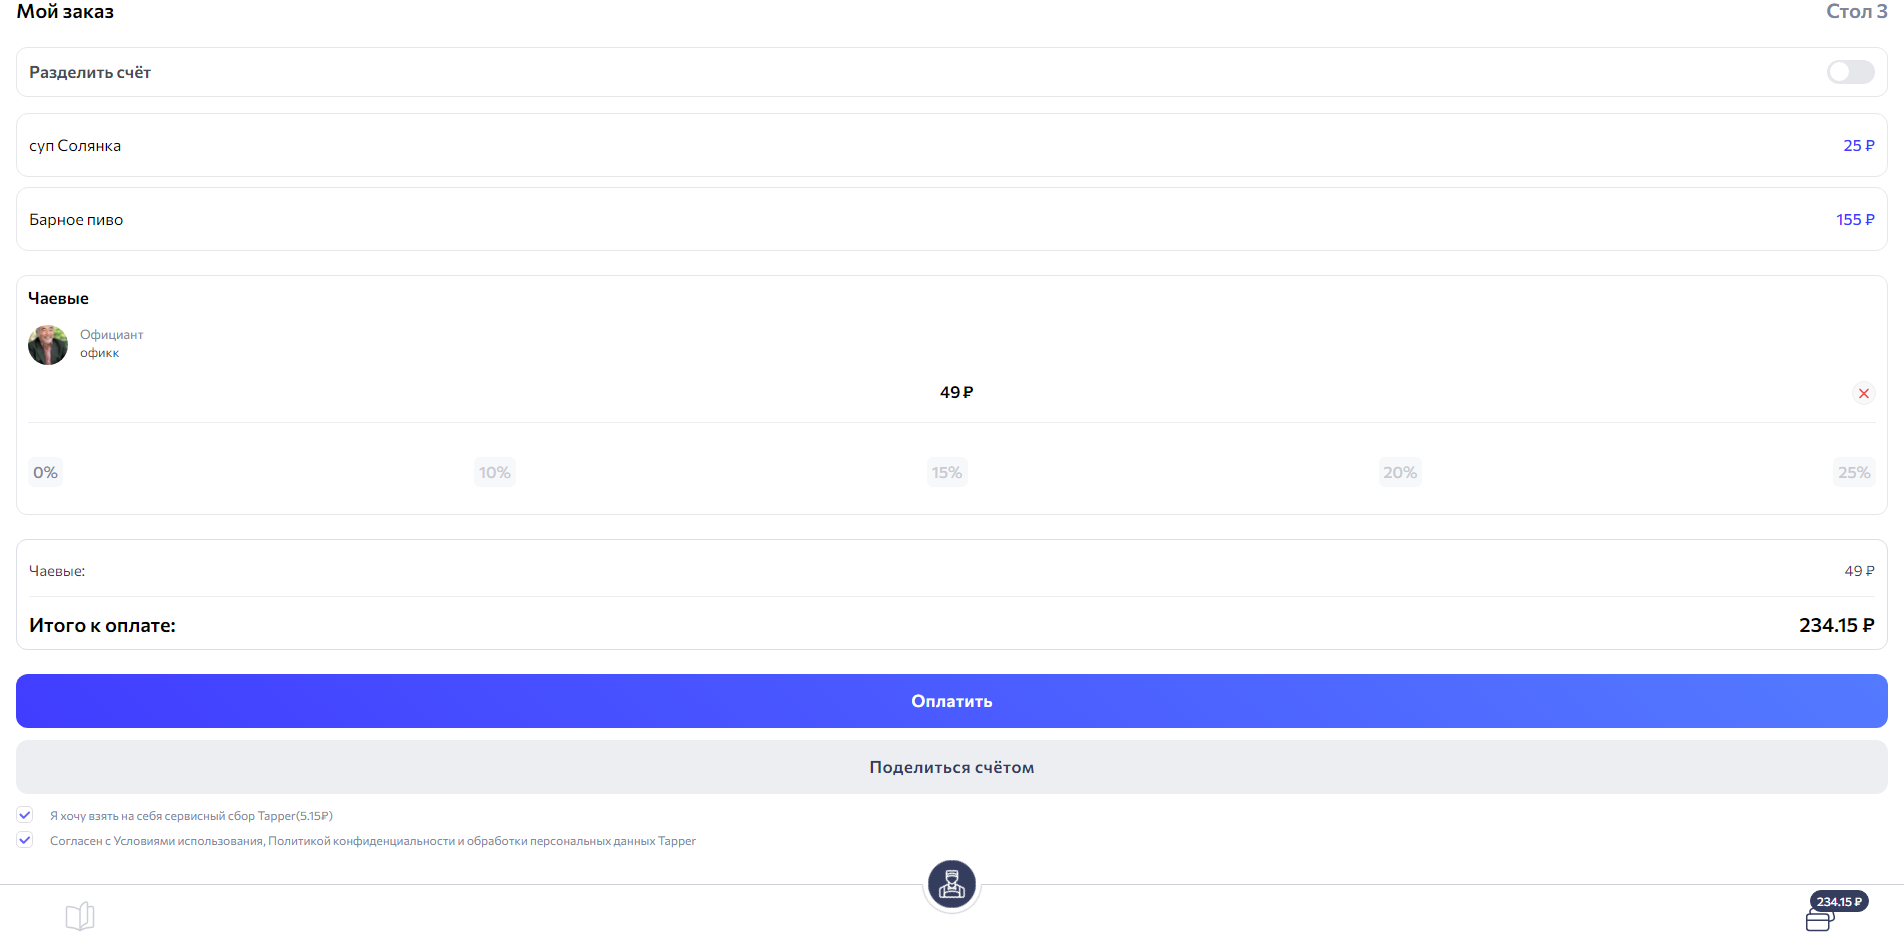 Мой заказ
Стол 3
Разделить счёт
суп Солянка
25 ₽
Барное пиво
155 ₽
Чаевые
Официант
офикк
49 ₽
0%
10%
15%
20%
25%
Чаевые:
49 ₽
Итого к оплате:
234.15 ₽
Оплатить
Поделиться счётом
Я хочу взять на себя сервисный сбор Tapper(5.15₽)
Согласен с Условиями использования, Политикой конфиденциальности и обработки персональных данных Tapper
234.15 ₽